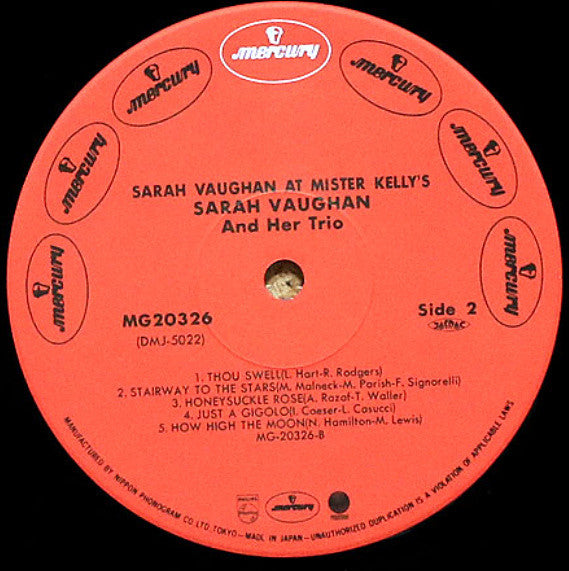 mercury
mercury
mercury
mercury
mercury
mercury
mercury
SARAH VAUGHAN AT MISTER KELLY'S
SARAH VAUGHAN
And Her Trio
MG20326
(DMJ-5022)
Side 2
JASRAC
1. THOU SWELL(L. Hart-R. Rodgers)
2. STAIRWAY TO THE STARS(M. Malneck-M. Parish-F. Signorelli)
3. HONEYSUCKLE ROSE(A. Razaf-T. Waller)
4. JUST A GIGOLO(I. Coeser-L. Casucci)
5. HOW HIGH THE MOON(N. Hamilton-M. Lewis)
MG-20326-B
PHILIPS
mercury
MANUFACTURED BY NIPPON PHONOGRAM CO LTD, TOKYO—MADE IN JAPAN—UNAUTHORIZED DUPLICATION IS A VIOLATION OF APPLICABLE LAWS